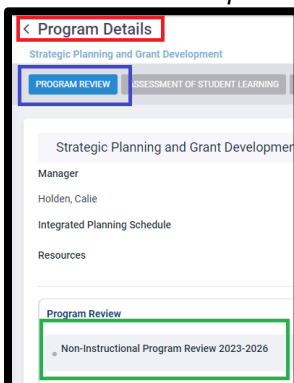 < Program Details
Strategic Planning and Grant Development
PROGRAM REVIEW ASSESSMENT OF STUDENT LEARNING
Strategic Planning and Grant Developmen
Manager
Holden, Calie
Integrated Planning Schedule
Resources
Program Review
Non-Instructional Program Review 2023-2026